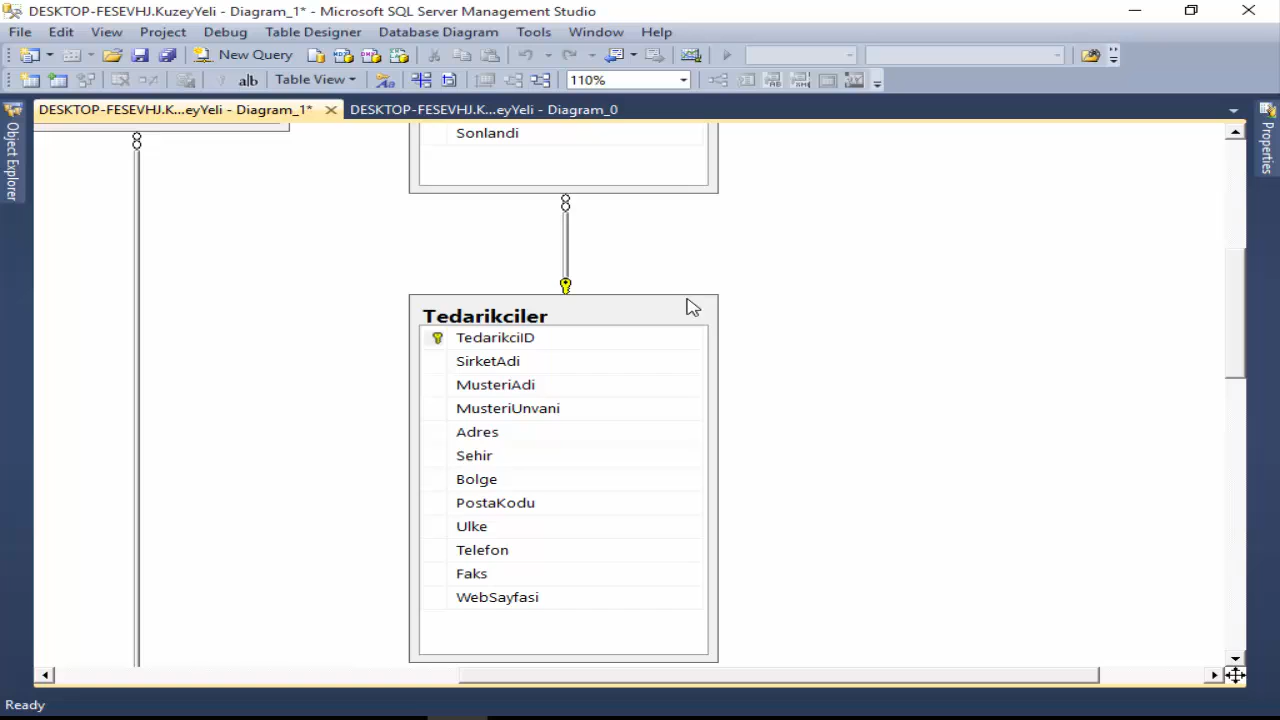 DESKTOP-FESEVHJ.KuzeyYeli - Diagram_1* - Microsoft SQL Server Management Studio
File Edit View Project Debug Table Designer Database Diagram Tools Window Help
New Query
abl Table View 110%
DESKTOP-FESEVHJ.K...eyYeli - Diagram_1* DESKTOP-FESEVHJ.K...eyYeli - Diagram_0
Object Explorer
Properties
Sonlandi
Tedarikciler
TedarikciID
SirketAdi
MusteriAdi
MusteriUnvani
Adres
Sehir
Bolge
PostaKodu
Ulke
Telefon
Faks
WebSayfasi
Ready